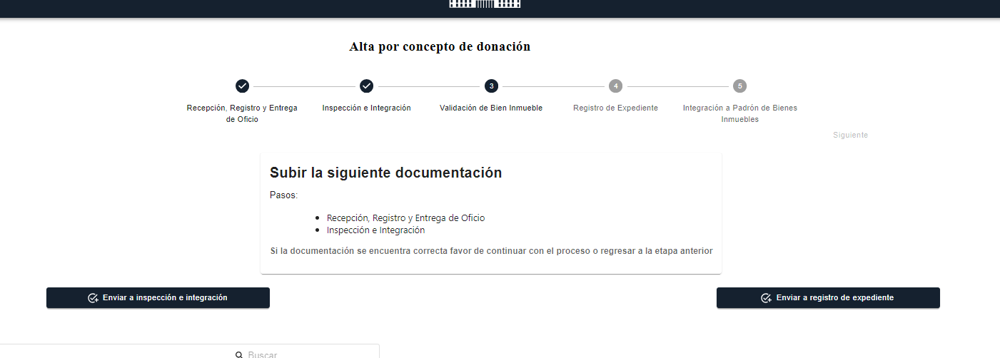 Alta por concepto de donación
3
4
5
Recepción, Registro y Entrega
de Oficio
Inspección e Integración
Validación de Bien Inmueble
Registro de Expediente
Integración a Padrón de Bienes
Inmuebles
Siguiente
Subir la siguiente documentación
Pasos:
Recepción, Registro y Entrega de Oficio
Inspección e Integración
Si la documentación se encuentra correcta favor de continuar con el proceso o regresar a la etapa anterior
Enviar a inspección e integración
Enviar a registro de expediente
Buscar